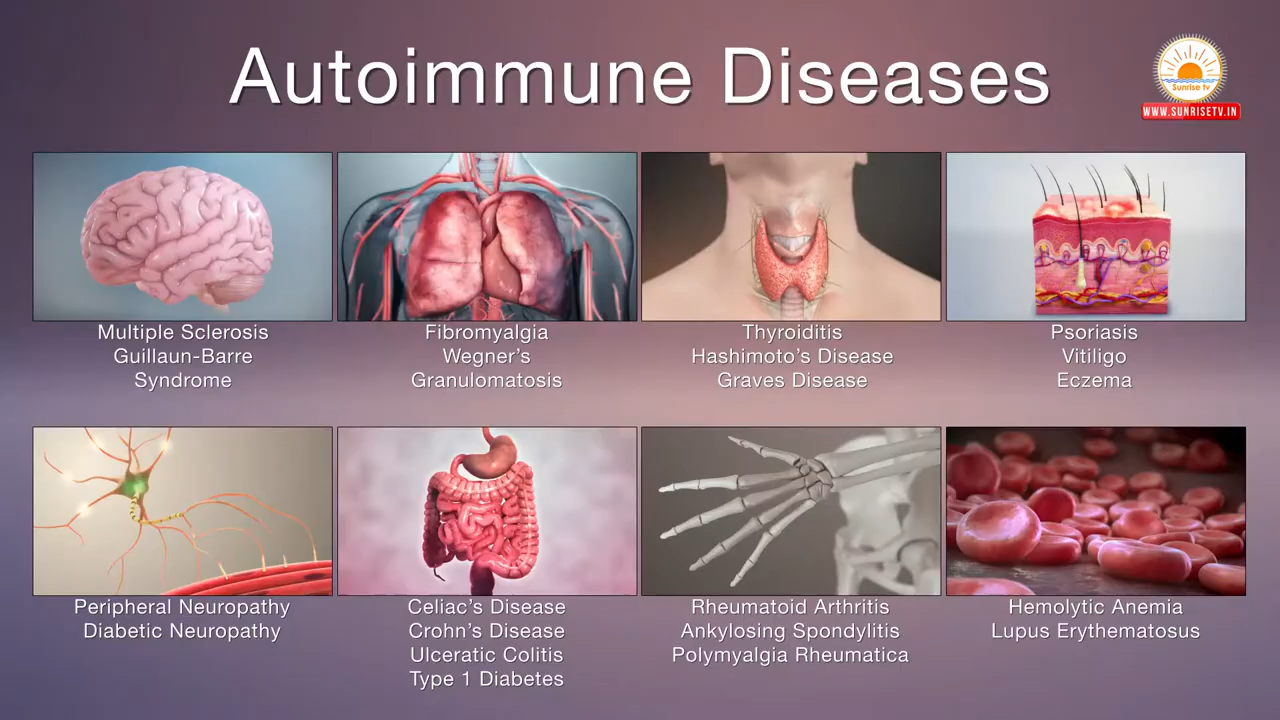 Autoimmune Diseases
Sunrise tv
WWW.SUNRISETV.IN
Multiple Sclerosis
Guillaun-Barre
Syndrome
Fibromyalgia
Wegner's
Granulomatosis
Thyroiditis
Hashimoto's Disease
Graves Disease
Psoriasis
Vitiligo
Eczema
Peripheral Neuropathy
Diabetic Neuropathy
Celiac's Disease
Crohn's Disease
Ulceratic Colitis
Type 1 Diabetes
Rheumatoid Arthritis
Ankylosing Spondylitis
Polymyalgia Rheumatica
Hemolytic Anemia
Lupus Erythematosus